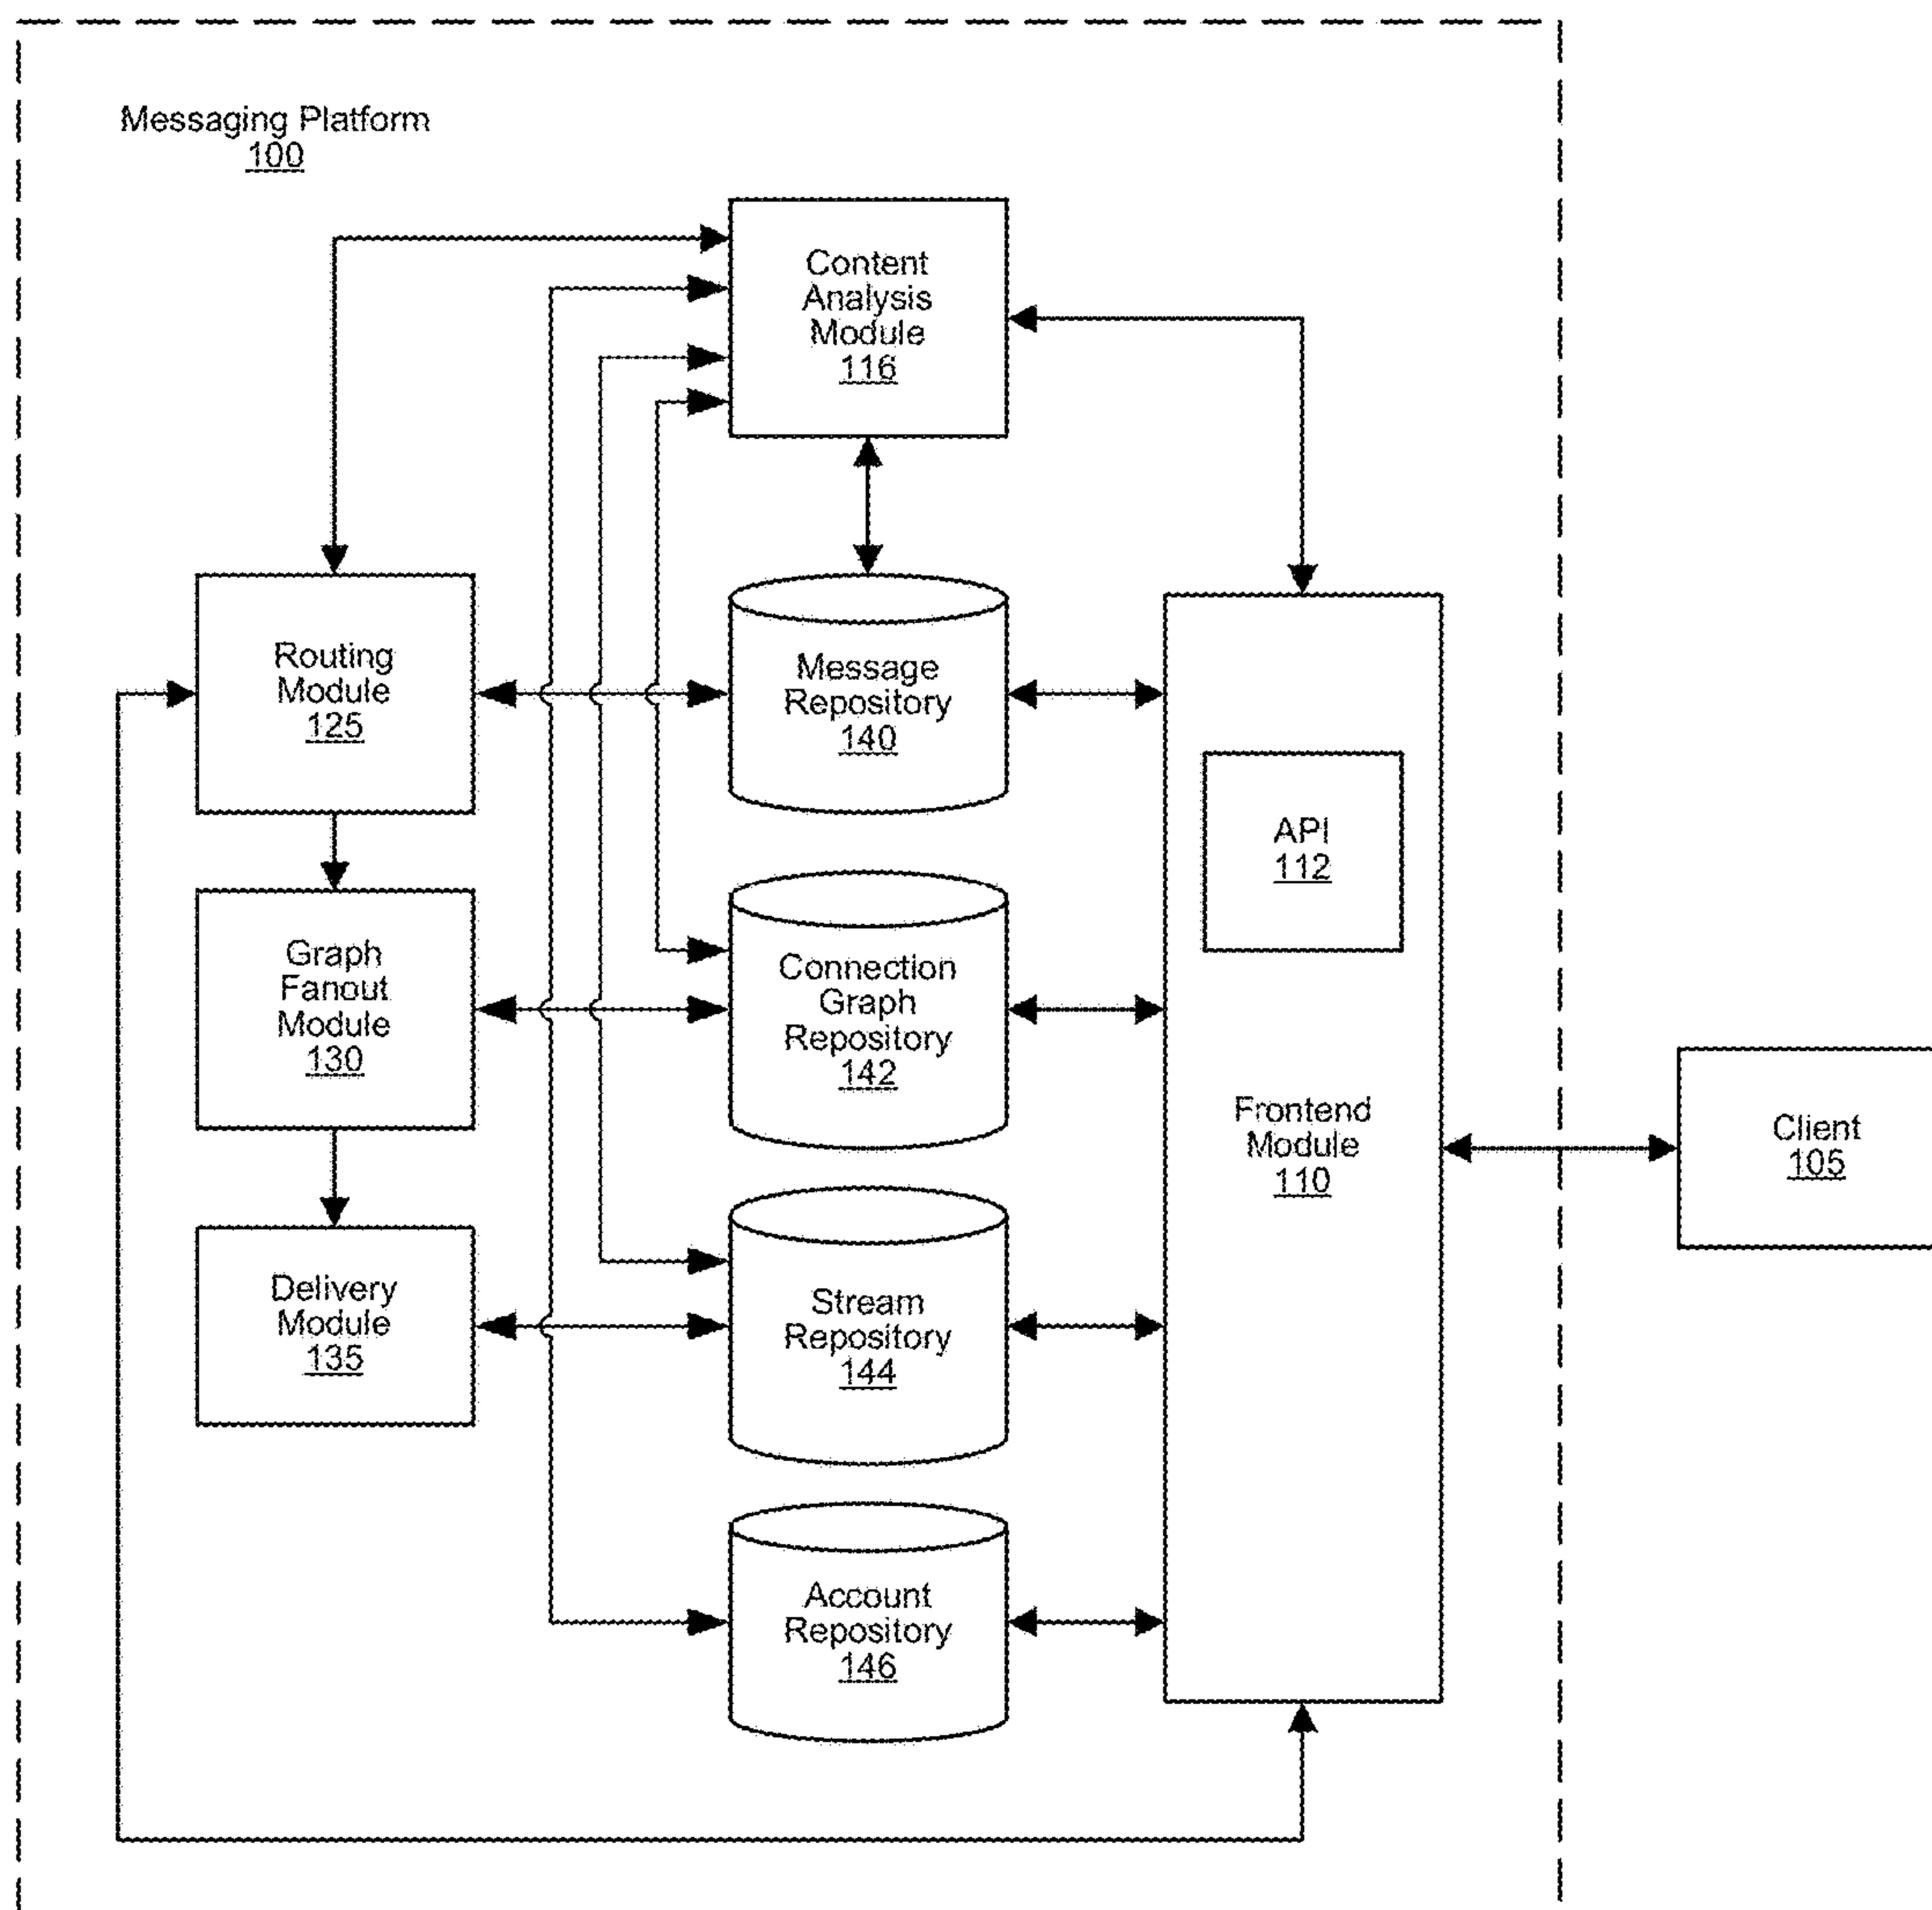 Messaging Platform
100
Content
Analysis
Module
116
Routing
Module
125
Message
Repository
140
API
112
Graph
Fanout
Module
130
Connection
Graph
Repository
142
Frontend
Module
110
Client
105
Delivery
Module
135
Stream
Repository
144
Account
Repository
146